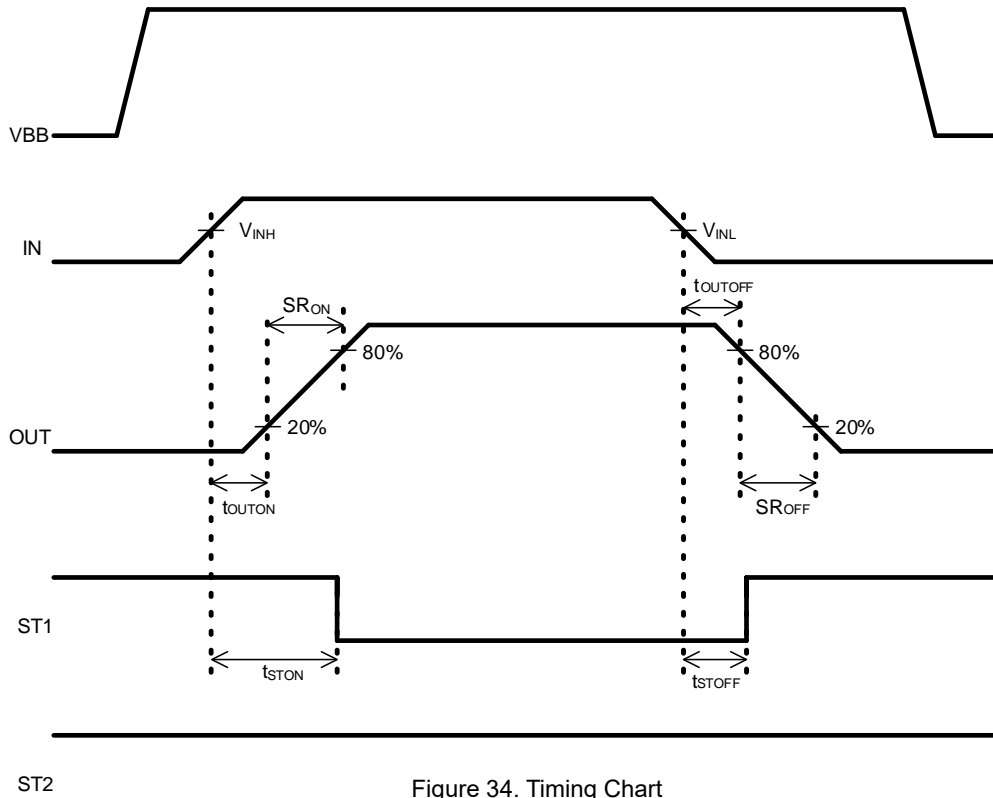 VBB
IN
VINH
VINL
tOUTOFF
SRON
80%
80%
20%
20%
OUT
tOUTON
SROFF
ST1
tSTON
tSTOFF
ST2
Figure 34. Timing Chart